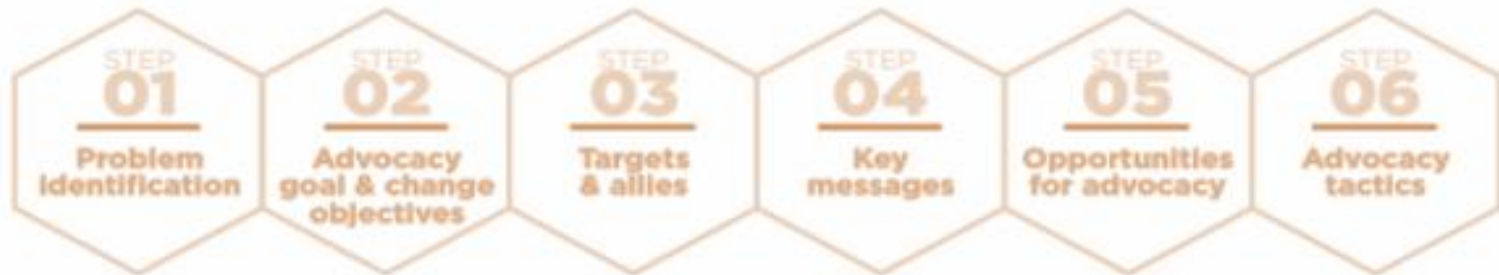 STEP
01
Problem
identification
STEP
02
Advocacy
goal & change
objectives
STEP
03
Targets
& allies
STEP
04
Key
messages
STEP
05
Opportunities
for advocacy
STEP
06
Advocacy
tactics